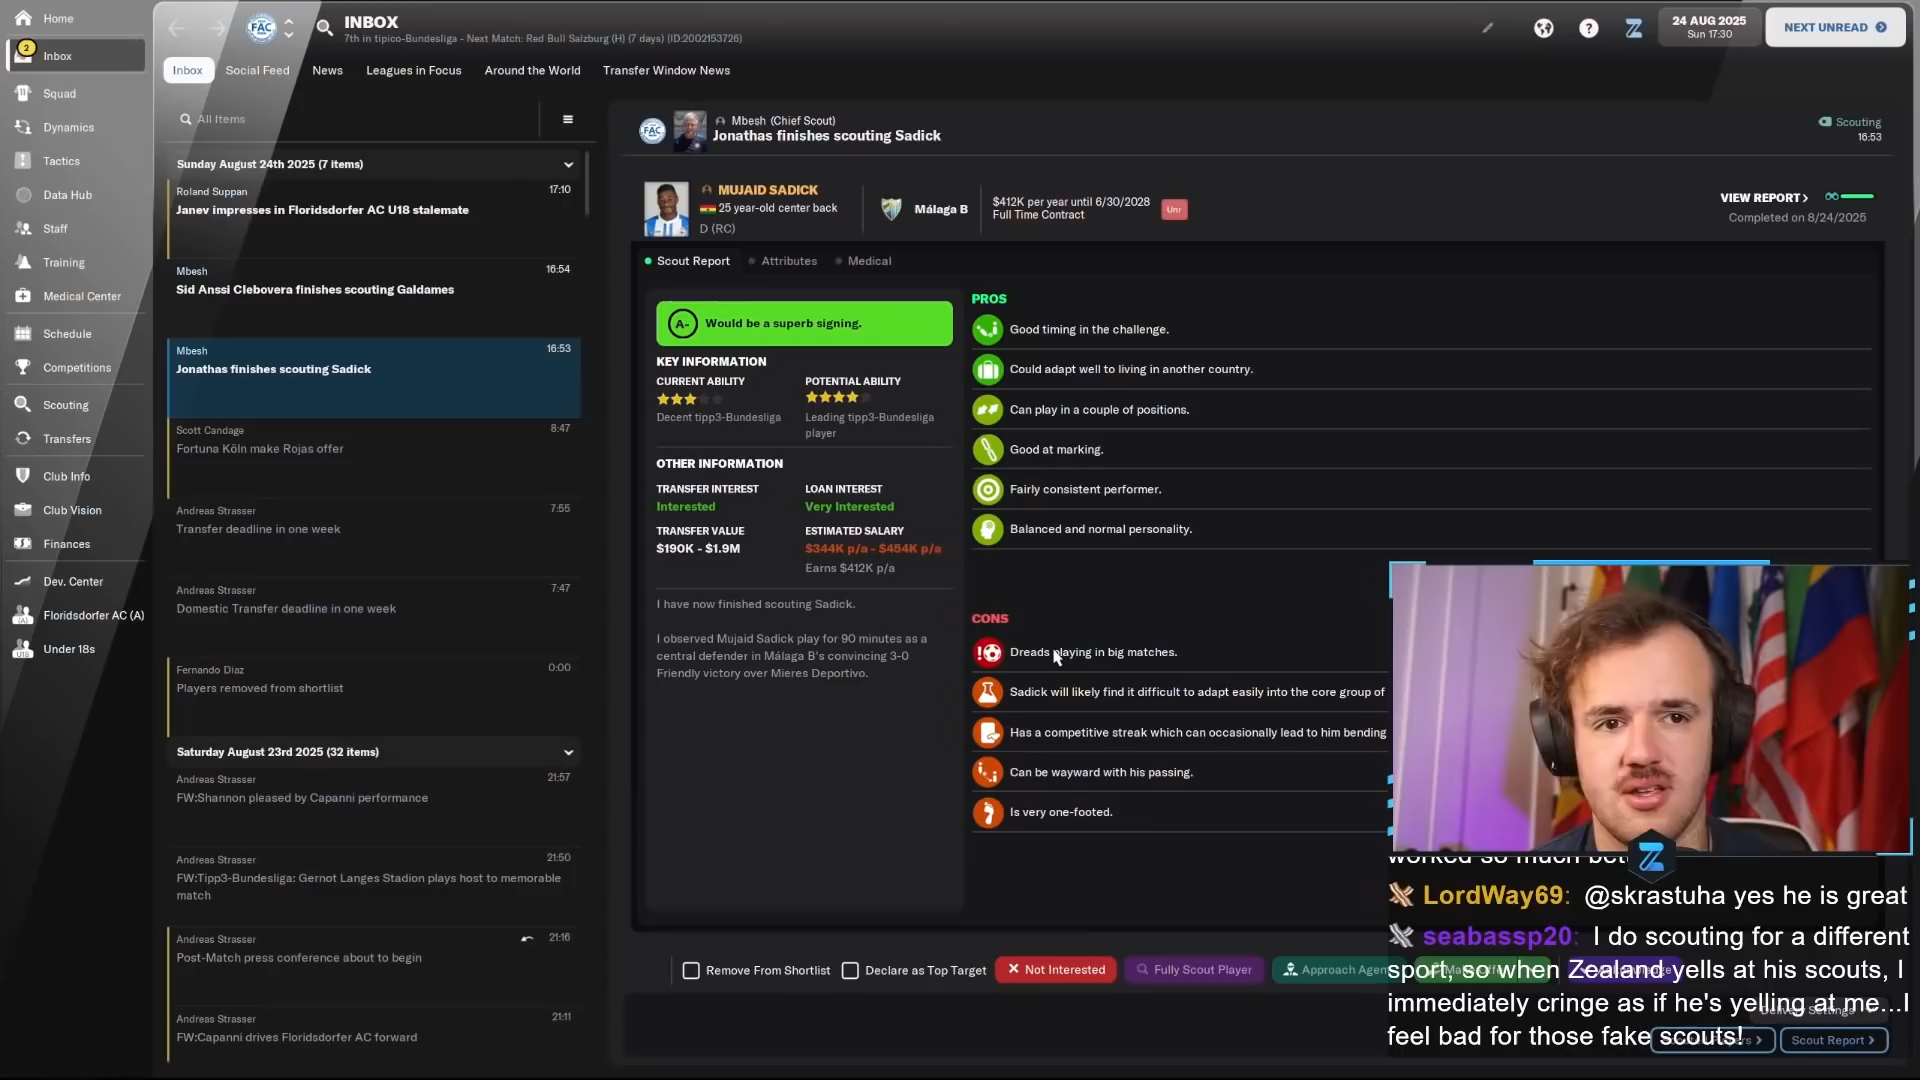 Home
2
Inbox
Squad
Dynamics
Tactics
Data Hub
Staff
Training
Medical Center
Schedule
Competitions
Scouting
Transfers
Club Info
Club Vision
Finances
Dev. Center
Floridsdorfer AC (A)
Under 18s
FAC
INBOX
7th in tipico-Bundesliga - Next Match: Red Bull Salzburg (H) (7 days) (ID:2002153726)
24 AUG 2025
Sun 17:30
NEXT UNREAD
Inbox
Social Feed
News
Leagues in Focus
Around the World
Transfer Window News
All Items
Sunday August 24th 2025 (7 items)
Roland Suppan
17:10
Janev impresses in Floridsdorfer AC U18 stalemate
Mbesh
16:54
Sid Anssi Clebovera finishes scouting Galdames
Mbesh
16:53
Jonathas finishes scouting Sadick
Scott Candage
8:47
Fortuna Köln make Rojas offer
Andreas Strasser
7:55
Transfer deadline in one week
Andreas Strasser
7:47
Domestic Transfer deadline in one week
Fernando Diaz
0:00
Players removed from shortlist
Saturday August 23rd 2025 (32 items)
Andreas Strasser
21:57
FW:Shannon pleased by Capanni performance
Andreas Strasser
21:50
FW:Tipp3-Bundesliga: Gernot Langes Stadion plays host to memorable
match
Andreas Strasser
21:16
Post-Match press conference about to begin
Andreas Strasser
21:11
FW:Capanni drives Floridsdorfer AC forward
FAC
Mbesh (Chief Scout)
Jonathas finishes scouting Sadick
Scouting
16:53
MUJAID SADICK
25 year-old center back
D (RC)
Málaga B
$412K per year until 6/30/2028
Full Time Contract
Unr
VIEW REPORT >
Completed on 8/24/2025
Scout Report
Attributes
Medical
A-
Would be a superb signing.
KEY INFORMATION
CURRENT ABILITY
POTENTIAL ABILITY
Decent tipp3-Bundesliga
Leading tipp3-Bundesliga
player
OTHER INFORMATION
TRANSFER INTEREST
LOAN INTEREST
Interested
Very Interested
TRANSFER VALUE
ESTIMATED SALARY
$190K - $1.9M
$344K p/a - $454K p/a
Earns $412K p/a
I have now finished scouting Sadick.
I observed Mujaid Sadick play for 90 minutes as a
central defender in Málaga B's convincing 3-0
Friendly victory over Mieres Deportivo.
PROS
Good timing in the challenge.
Could adapt well to living in another country.
Can play in a couple of positions.
Good at marking.
Fairly consistent performer.
Balanced and normal personality.
CONS
Dreads playing in big matches.
Sadick will likely find it difficult to adapt easily into the core group of
Has a competitive streak which can occasionally lead to him bending
Can be wayward with his passing.
Is very one-footed.
Remove From Shortlist
Declare as Top Target
Not Interested
Fully Scout Player
Approach Agent
worked so much
LordWay69: @skrastuha yes he is great
seabassp20: I do scouting for a different
sport, so when Zealand yells at his scouts, I
immediately cringe as if he's yelling at me...I
feel bad for those fake scouts!
Delivery Settings
Scout Report >